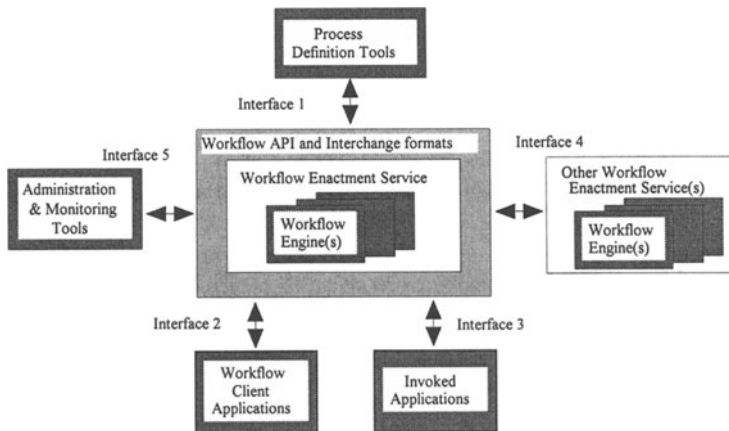 Process
Definition Tools
Interface 1
Workflow API and Interchange formats
Interface 5
Interface 4
Administration
& Monitoring
Tools
Workflow Enactment Service
Workflow
Engine(s)
Other Workflow
Enactment Service(s)
Workflow
Engine(s)
Interface 2
Interface 3
Workflow
Client
Applications
Invoked
Applications